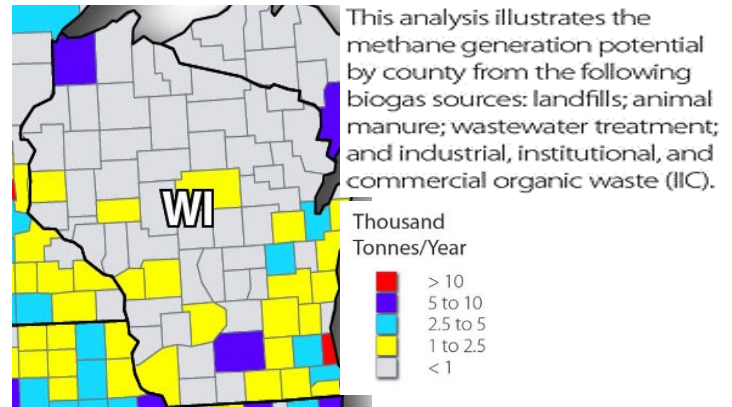 This analysis illustrates the
methane generation potential
by county from the following
biogas sources: landfills; animal
manure; wastewater treatment;
and industrial, institutional, and
commercial organic waste (IIC).
WI
Thousand
Tonnes/Year
> 10
5 to 10
2.5 to 5
1 to 2.5
< 1